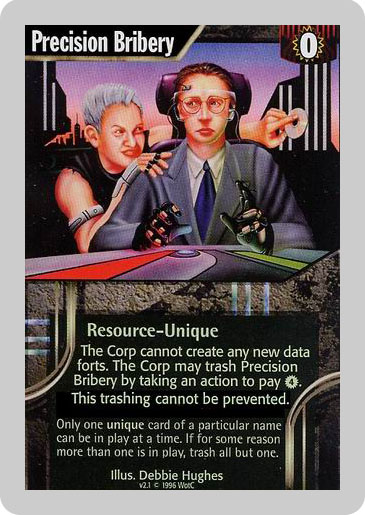 Precision Bribery
0
Resource-Unique
The Corp cannot create any new data
forts. The Corp may trash Precision
Bribery by taking an action to pay 4.
This trashing cannot be prevented.
Only one unique card of a particular name
can be in play at a time. If for some reason
more than one is in play, trash all but one.
Illus. Debbie Hughes
v2.1 © 1996 WotC